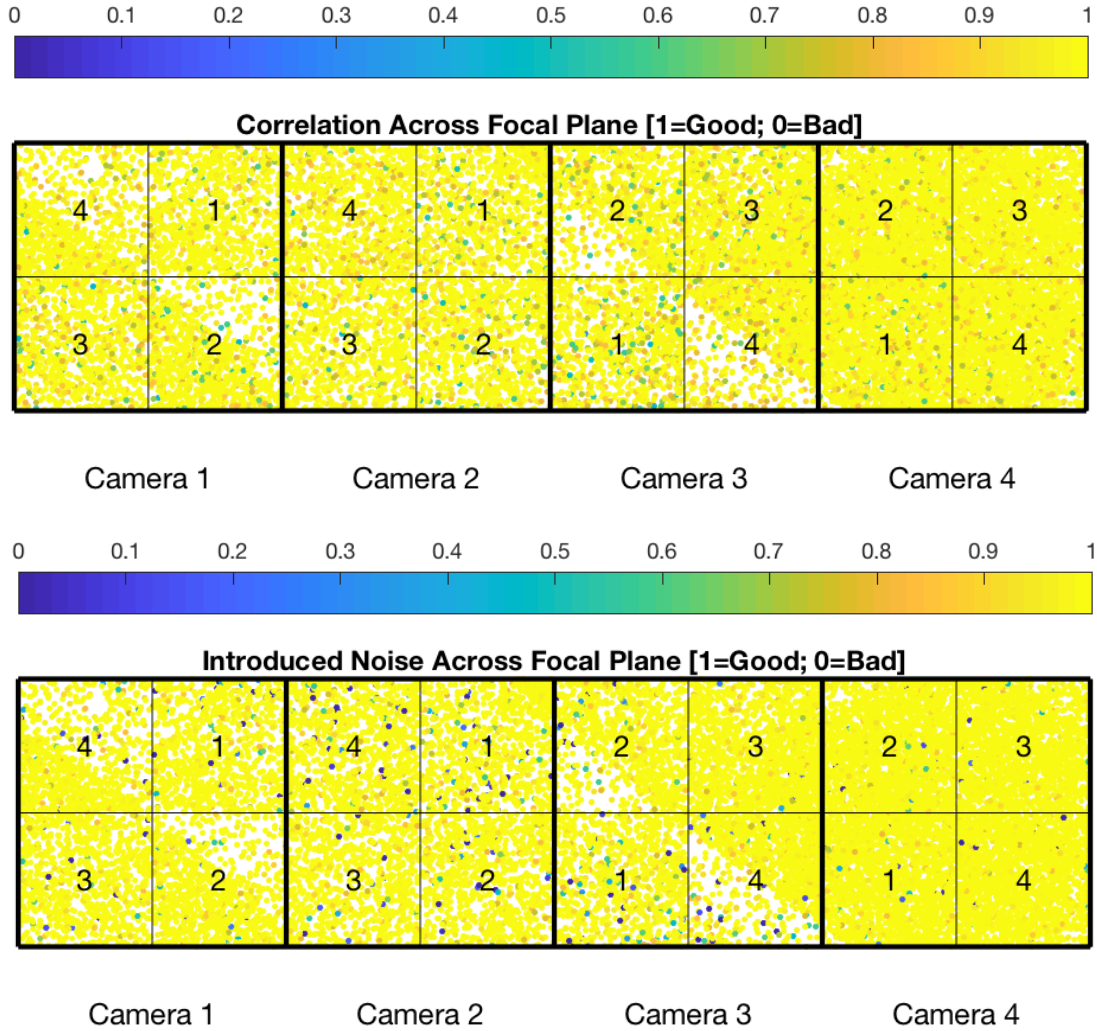 0 0.1 0.2 0.3 0.4 0.5 0.6 0.7 0.8 0.9 1
Correlation Across Focal Plane [1=Good; 0=Bad]
4 1 4 1 2 3 2 3
3 2 3 2 1 4 1 4
Camera 1 Camera 2 Camera 3 Camera 4
0 0.1 0.2 0.3 0.4 0.5 0.6 0.7 0.8 0.9 1
Introduced Noise Across Focal Plane [1=Good; 0=Bad]
4 1 4 1 2 3 2 3
3 2 3 2 1 4 1 4
Camera 1 Camera 2 Camera 3 Camera 4